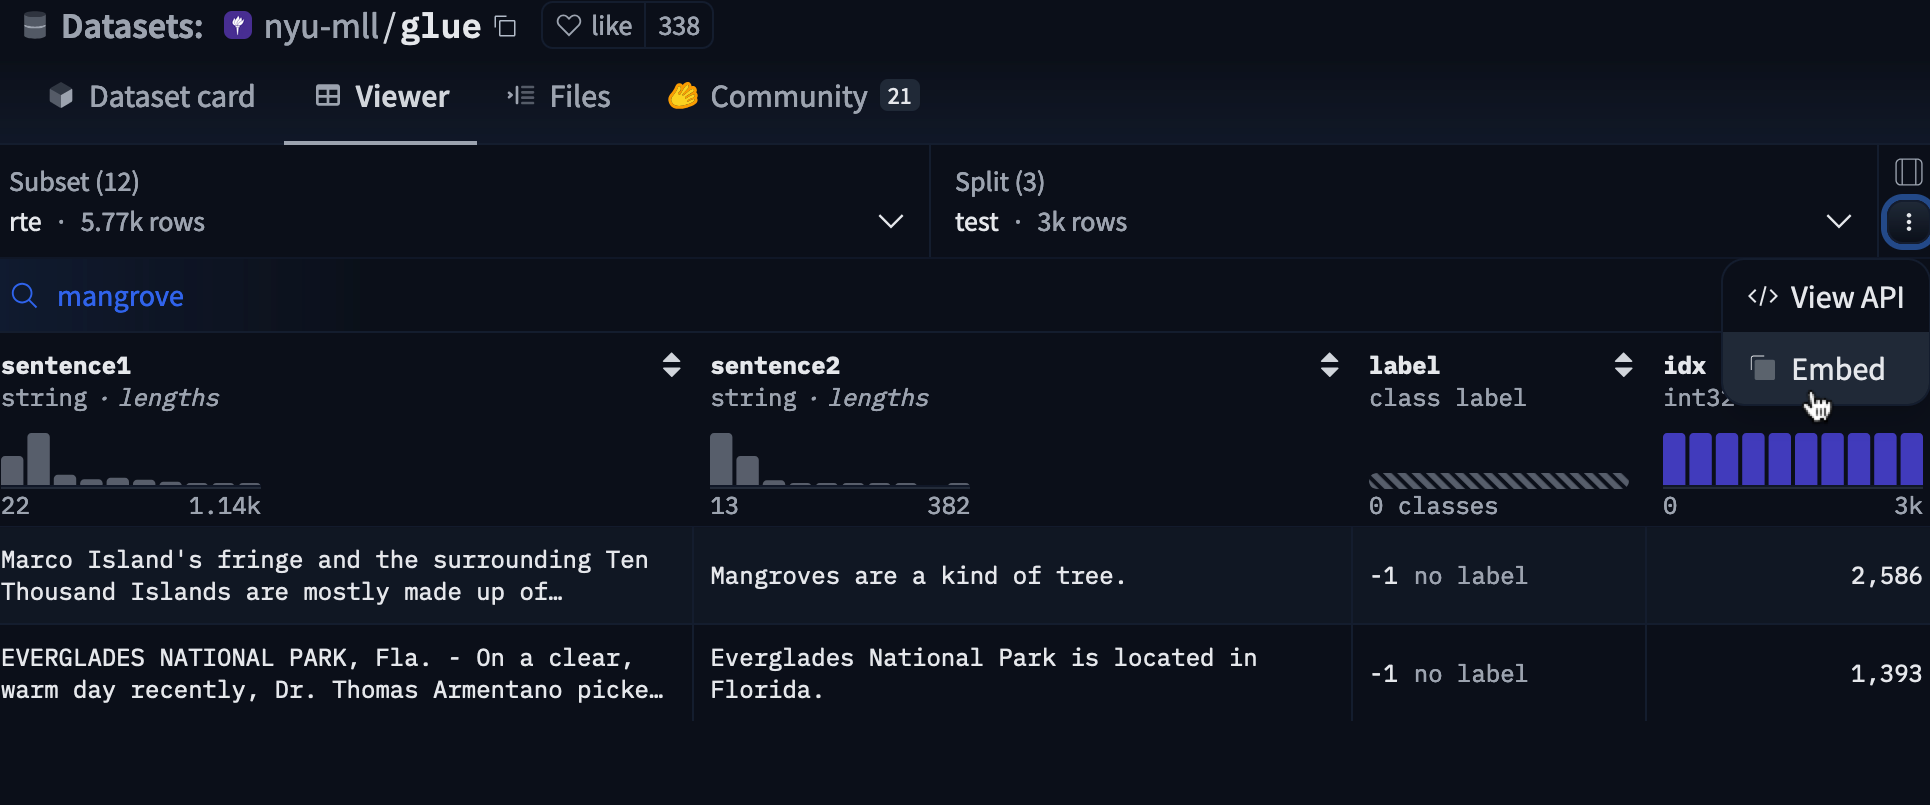 Datasets: nyu-mll/glue like 338
Dataset card Viewer Files Community 21
Subset (12)
rte · 5.77k rows
Split (3)
test · 3k rows
mangrove
View API
Embed
sentence1
string · lengths
22 1.14k
sentence2
string · lengths
13 382
label
class label
0 classes
idx
int32
0 3k
Marco Island's fringe and the surrounding Ten
Thousand Islands are mostly made up of…
Mangroves are a kind of tree.
-1 no label
2,586
EVERGLADES NATIONAL PARK, Fla. - On a clear,
warm day recently, Dr. Thomas Armentano picke…
Everglades National Park is located in
Florida.
-1 no label
1,393